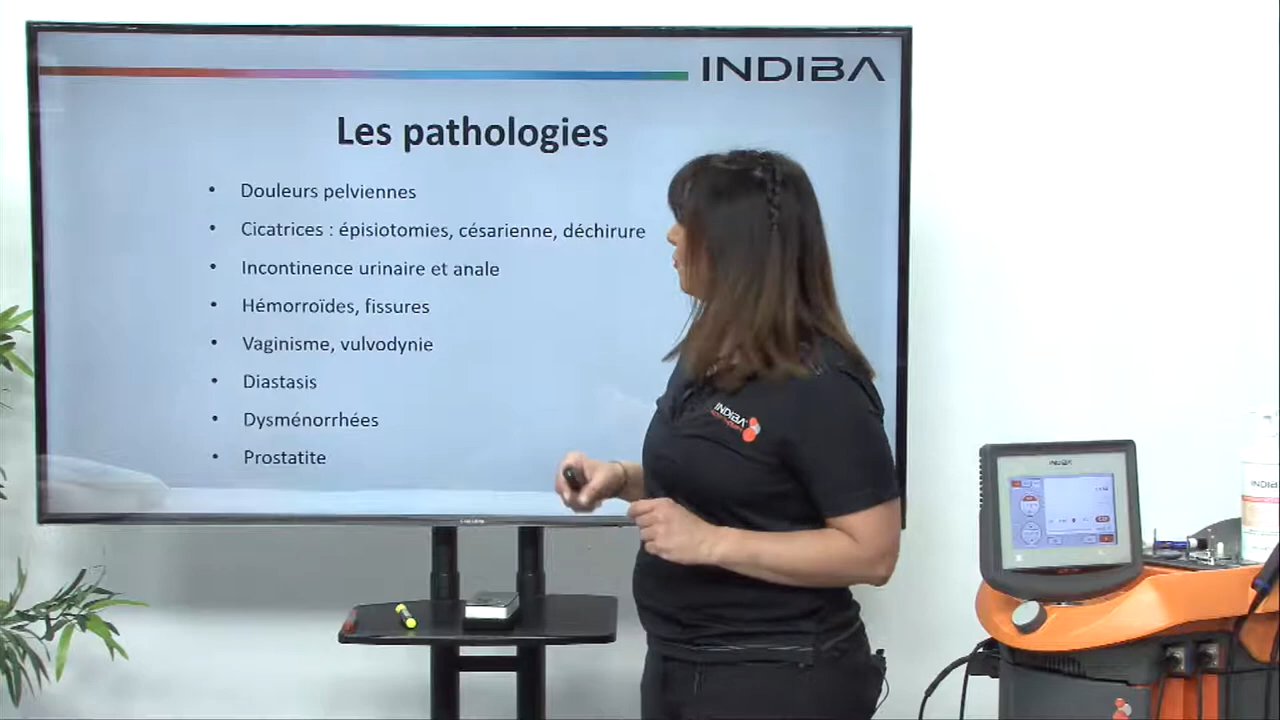 INDIBA
Les pathologies
• Douleurs pelviennes
• Cicatrices : épisiotomies, césarienne, déchirure
• Incontinence urinaire et anale
• Hémorroïdes, fissures
• Vaginisme, vulvodynie
• Diastasis
• Dysménorrhées
• Prostatite
INDIBA
INDIBA